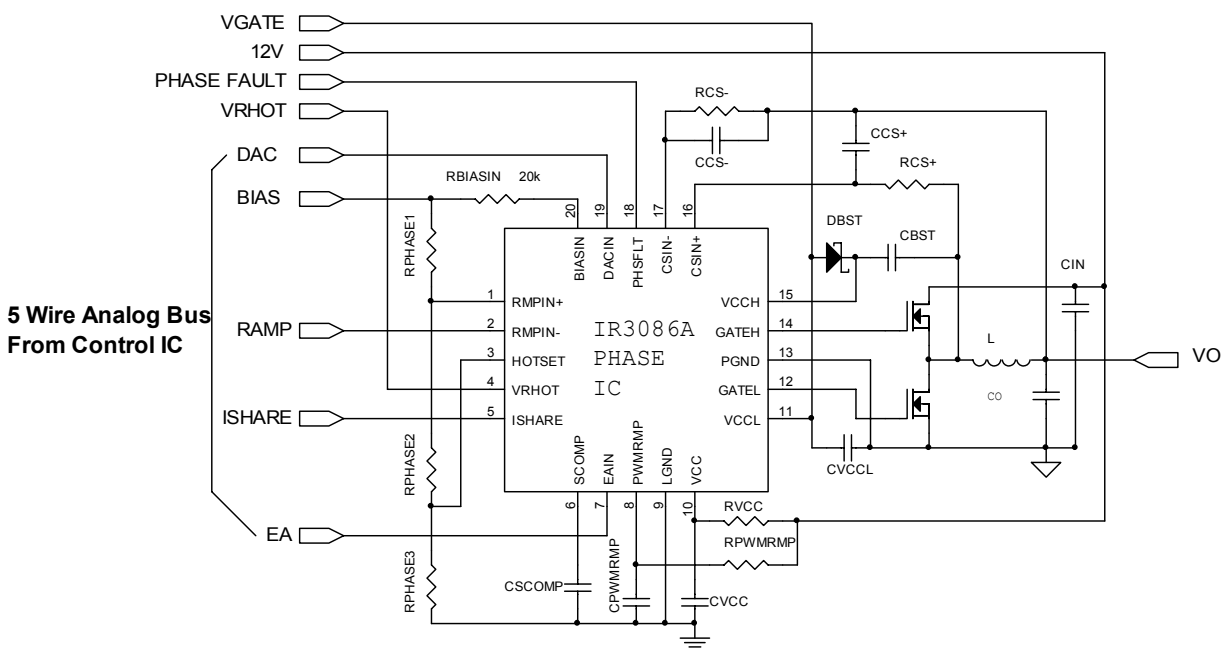 VGATE
12V
PHASE FAULT
VRHOT
DAC
BIAS
5 Wire Analog Bus
From Control IC
RAMP
ISHARE
EA
RBIASIN 20k
RPHASE1
RPHASE2
RPHASE3
RCS-
CCS-
CCS+
RCS+
DBST
CBST
CIN
20
19
18
17
16
BIASIN
DACIN
PHSFLT
CSIN-
CSIN+
1 RMPIN+
2 RMPIN-
3 HOTSET
4 VRHOT
5 ISHARE
IR3086A
PHASE
IC
VCCH 15
GATEH 14
PGND 13
GATEL 12
VCCL 11
SCOMP
EAIN
PWMRMP
LGND
VCC
6
7
8
9
10
L
CO
VO
CVCCL
RVCC
RPWMRMP
CSCOMP
CPWMRMP
CVCC